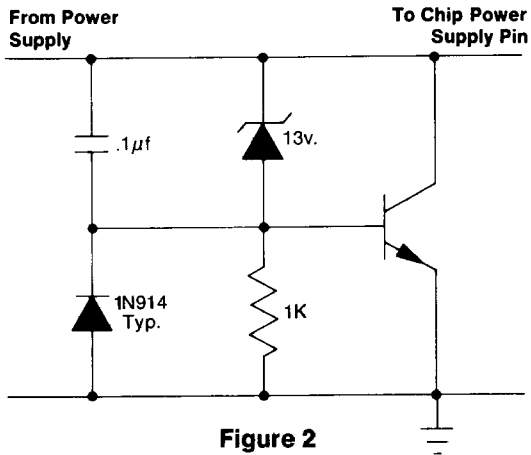 From Power
Supply
To Chip Power
Supply Pin
.1µf
13v.
1N914
Typ.
1K
Figure 2